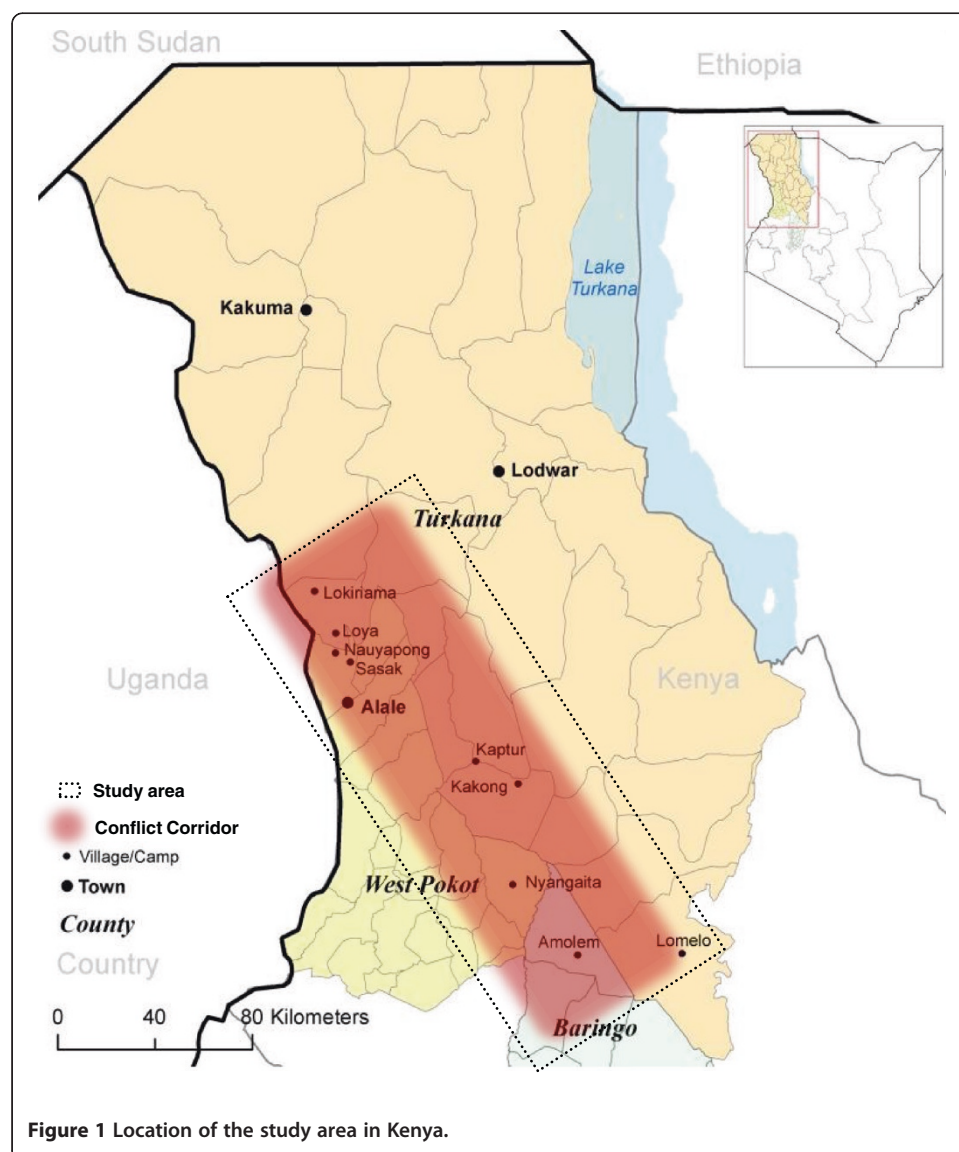 South Sudan
Ethiopia
Lake
Turkana
Kakuma
Lodwar
Turkana
Lokiriama
Loya
Nauyapong
Sasak
Uganda
Kenya
Alale
Kaptur
Kakong
Study area
Conflict Corridor
Village/Camp
Town
County
Country
West Pokot
Nyangaita
Amolem
Lomelo
0 40 80 Kilometers
Baringo
Figure 1 Location of the study area in Kenya.